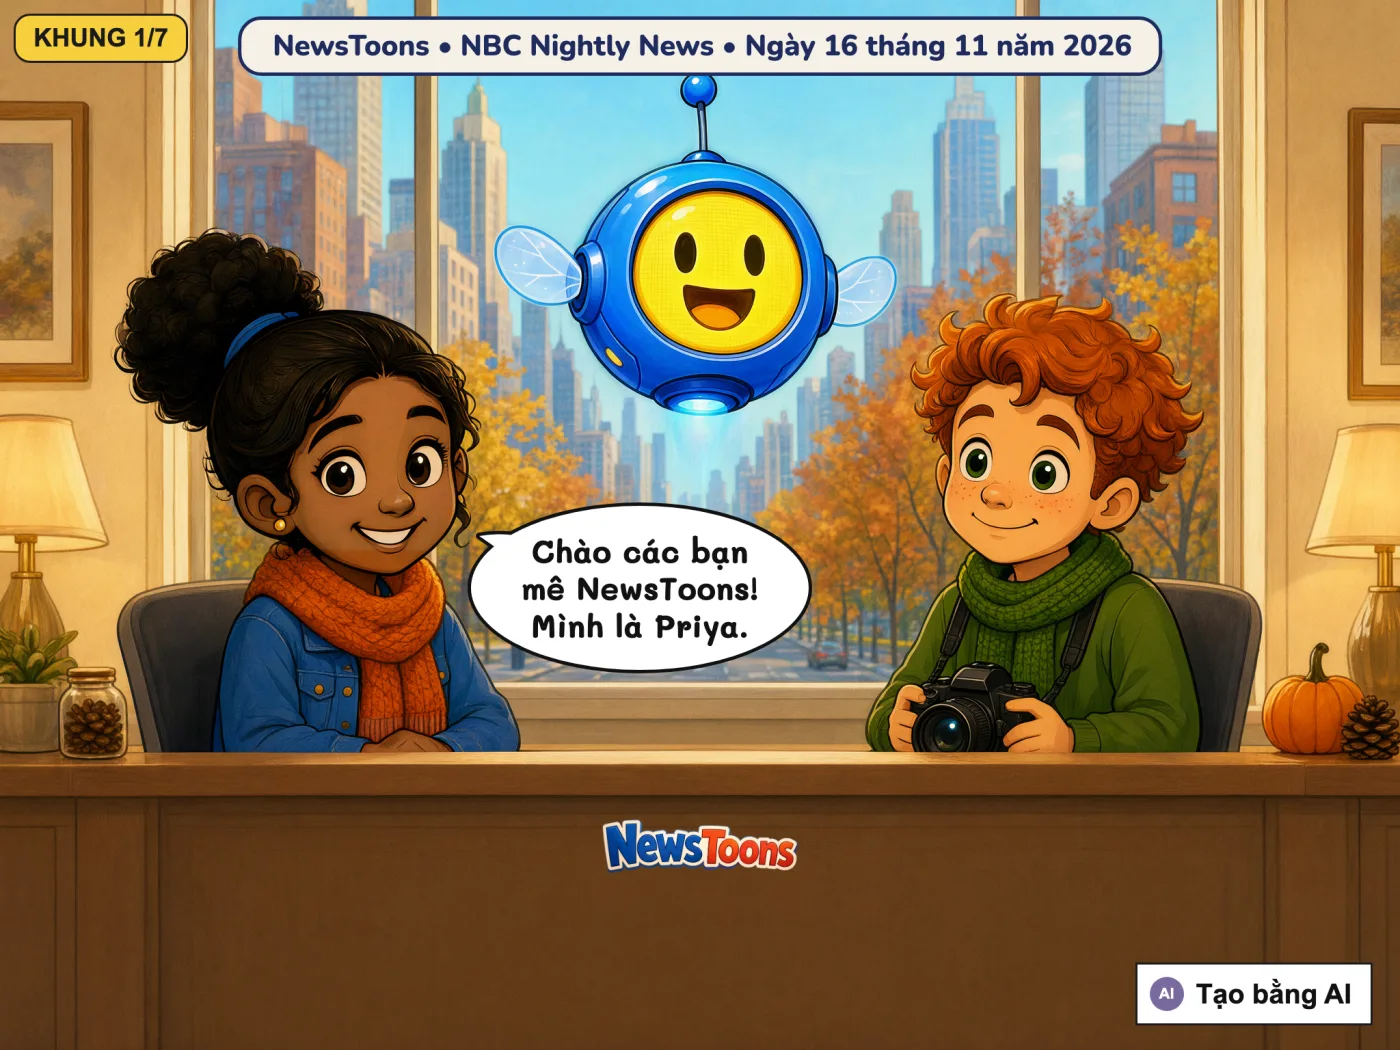 KHUNG 1/7
NewsToons • NBC Nightly News • Ngày 16 tháng 11 năm 2026
Chào các bạn
mê NewsToons!
Mình là Priya.
NewsToons
AI Tạo bằng AI